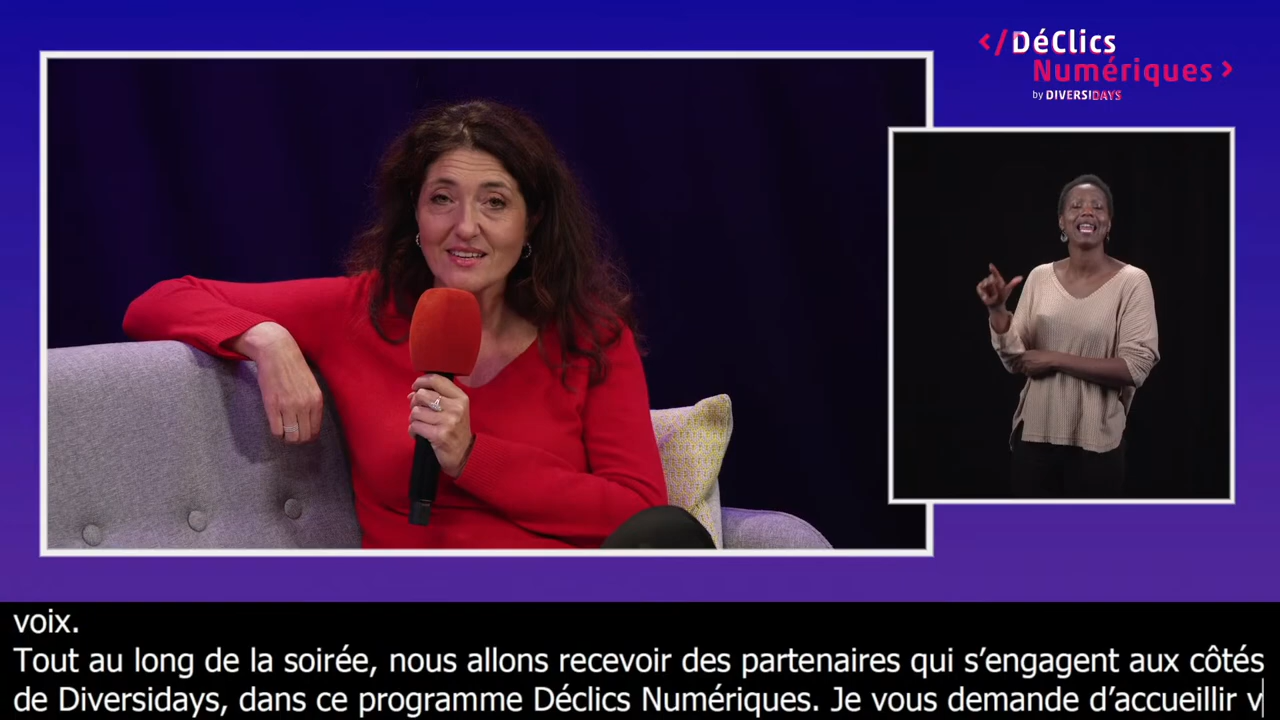 </DéClics
Numériques >
by DIVERSIDAYS
voix.
Tout au long de la soirée, nous allons recevoir des partenaires qui s’engagent aux côtés
de Diversidays, dans ce programme Déclics Numériques. Je vous demande d’accueillir v